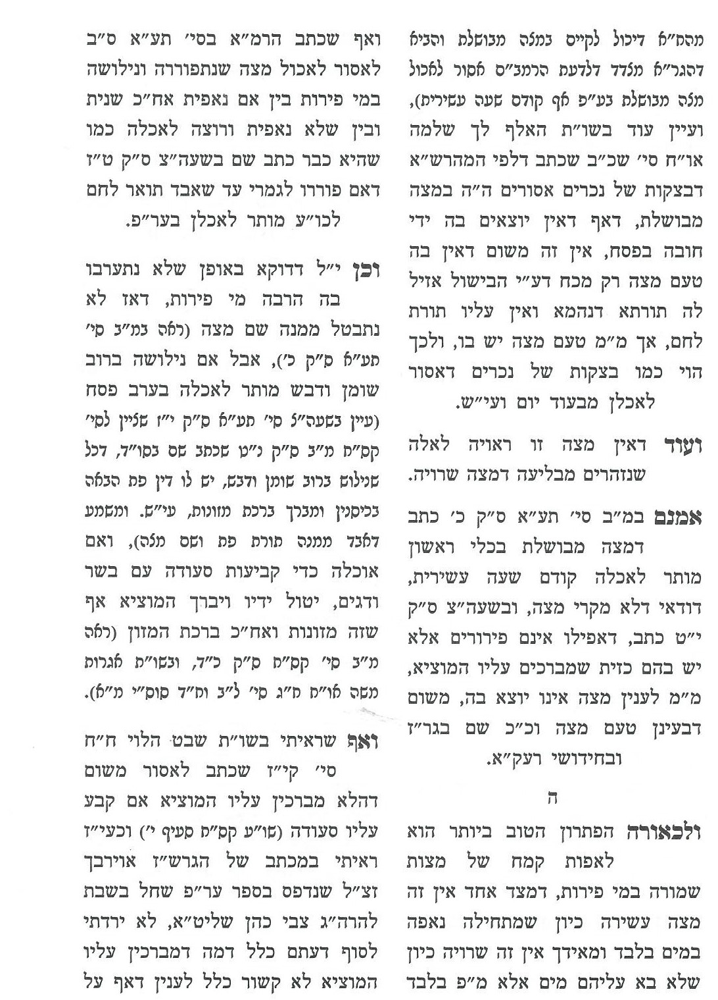 מהח״א דיכול לקיים במצה מבושלת והביא
דהגר״א מצדד דלדעת הרמב״ם אסור לאכול
מצה מבושלת בע״פ אף קודם שעה עשירית),
ועיין עוד בשו״ת האלף לך שלמה
או״ח סי׳ שכ״ב שכתב דלפי המהרש״א
דבצקות של נכרים אסורים ה״ה במצה
מבושלת, דאף דאין יוצאים בה ידי
חובה בפסח, אין זה משום דאין בה
טעם מצה רק מכח דע״י הבישול אזיל
לה תורתא דנהמא ואין עליו תורת
לחם, אך מ״מ טעם מצה יש בו, ולכך
הוי כמו בצקות של נכרים דאסור
לאכלן מבעוד יום ועי״ש.
ועוד דאין מצה זו ראויה לאלה
שנזהרים מבליעה דמצה שרויה.
אמנם במ״ב סי׳ תע״א ס״ק כ׳ כתב
דמצה מבושלת בכלי ראשון
מותר לאכלה קודם שעה עשירית,
דודאי דלא מקרי מצה, ובשעה״צ ס״ק
י״ט כתב, דאפילו אינם פירורים אלא
יש בהם כזית שמברכים עליו המוציא,
מ״מ לענין מצה אינו יוצא בה, משום
דבעינן טעם מצה וכ״כ שם בגר״ז
ובחידושי רעק״א.
ה
ולכאורה הפתרון הטוב ביותר הוא
לאפות קמח של מצות
שמורה במי פירות, דמצד אחד אין זה
מצה עשירה כיון שמתחילה נאפה
במים בלבד ומאידך אין זה שרויה כיון
שלא בא עליהם מים אלא מ״פ בלבד
ואף שכתב הרמ״א בסי׳ תע״א ס״ב
לאסור לאכול מצה שנתפוררה ונילושה
במי פירות בין אם נאפית אח״כ שנית
ובין שלא נאפית ורוצה לאכלה כמו
שהיא כבר כתב שם בשעה״צ ס״ק ט״ז
דאם פוררו לגמרי עד שאבד תואר לחם
לכו״ע מותר לאכלן בער״פ.
וכן י״ל דדוקא באופן שלא נתערבו
בה הרבה מי פירות, דאז לא
נתבטל ממנה שם מצה (ראה במ״ב סי׳
תע״א ס״ק כ׳), אבל אם נילושה ברוב
שומן ודבש מותר לאכלה בערב פסח
(עיין בשעה״צ סי׳ תע״א ס״ק י״ז שציין לסי׳
קס״ח מ״ב ס״ק נ״ט שכתב שם בסו״ד, דכל
שנילוש ברוב שומן ודבש, יש לו דין פת הבאה
בכיסנין ומברך ברכת מזונות, עי״ש. ומשמע
דאבד ממנה תורת פת ושם מצה), ואם
אוכלה כדי קביעות סעודה עם בשר
ודגים, יטול ידיו ויברך המוציא אף
שזה מזונות ואח״כ ברכת המזון (ראה
מ״ב סי׳ קס״ח ס״ק כ״ד, ובשו״ת אגרות
משה או״ח ח״ג סי׳ ל״ב וח״ד סוס״י מ״א).
ואף שראיתי בשו״ת שבט הלוי ח״ח
סי׳ קי״ז שכתב לאסור משום
דהלא מברכין עליו המוציא אם קבע
עליו סעודה (שו״ע קס״ח סעיף י׳) וכעי״ז
ראיתי במכתב של הגרש״ז אוירבך
זצ״ל שנדפס בספר ער״פ שחל בשבת
להרה״ג צבי כהן שליט״א, לא ירדתי
לסוף דעתם כלל דמה דמברכין עליו
המוציא לא קשור כלל לענין דאף על